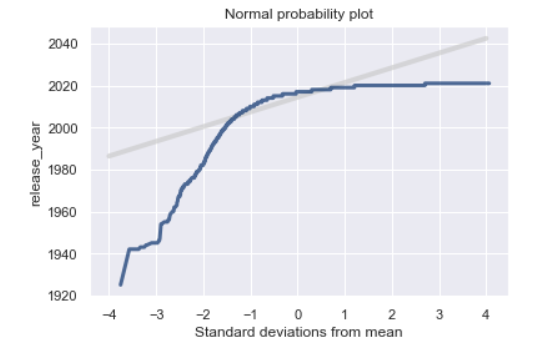 Normal probability plot
2040
2020
2000
1980
1960
1940
1920
release_year
−4 −3 −2 −1 0 1 2 3 4
Standard deviations from mean